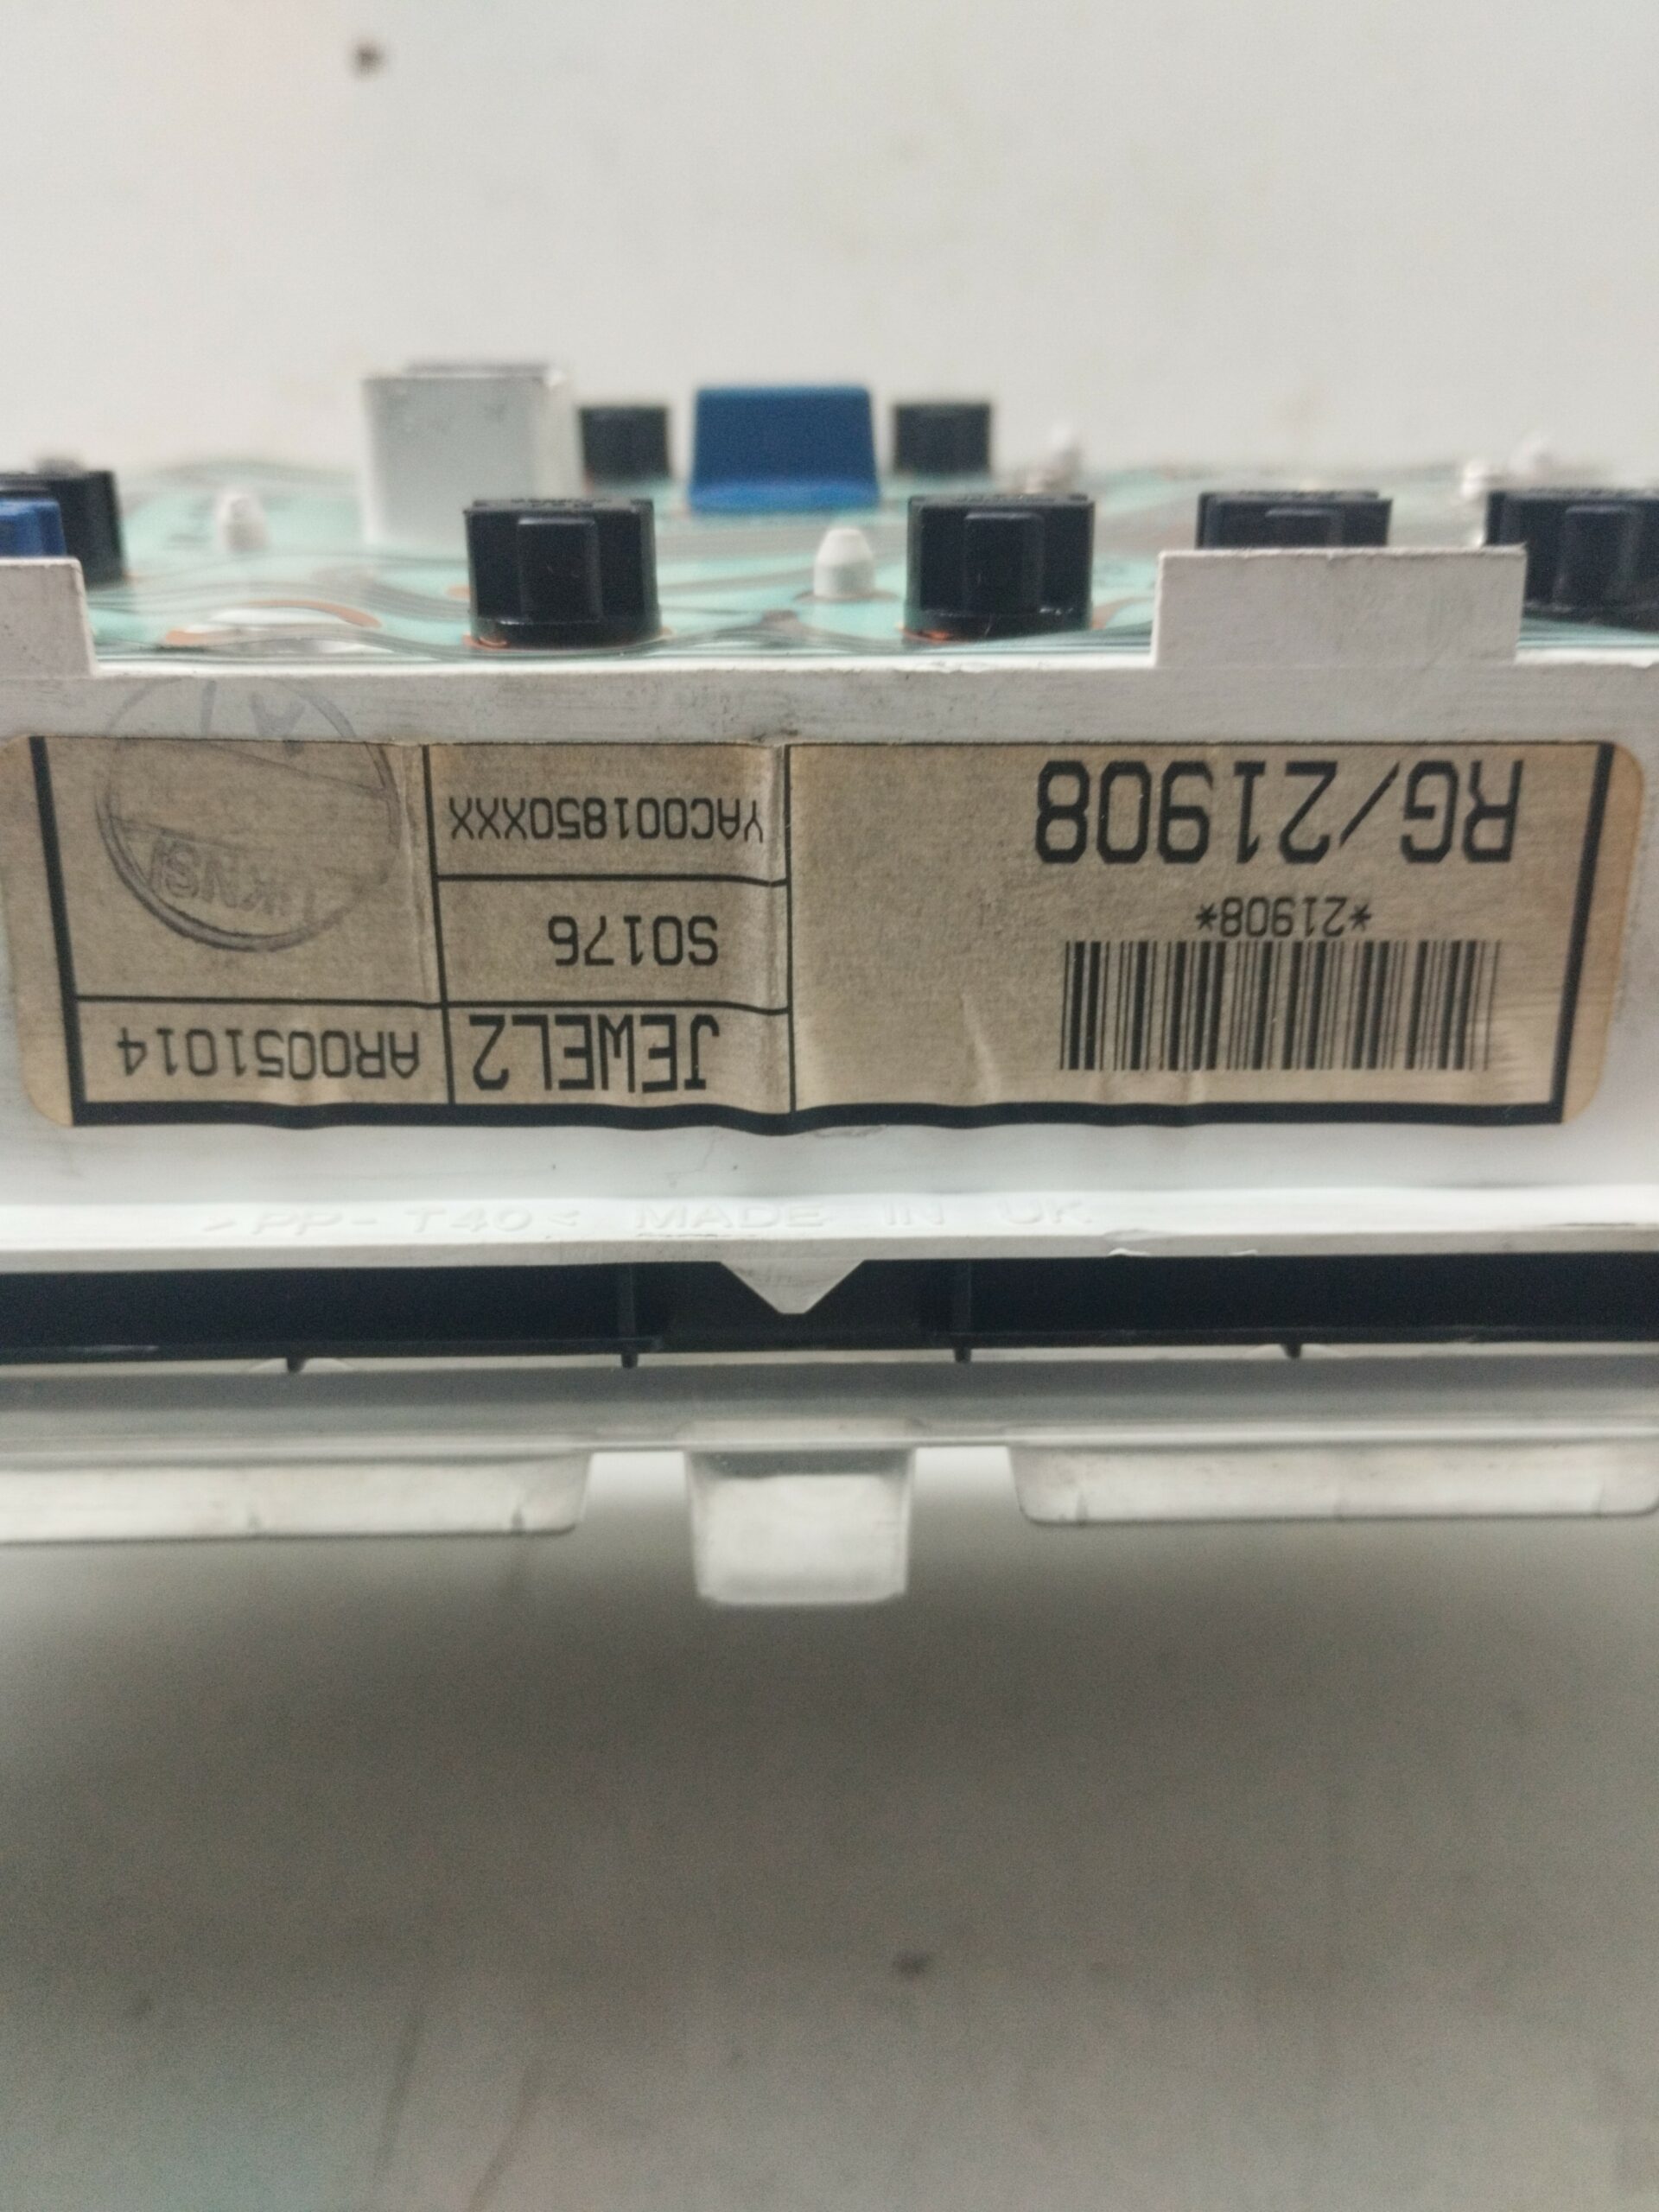 JEWEL2
AR0051014
S0176
YAC001850XXX
*21908*
RG/21908
>PP-T40< MADE IN UK